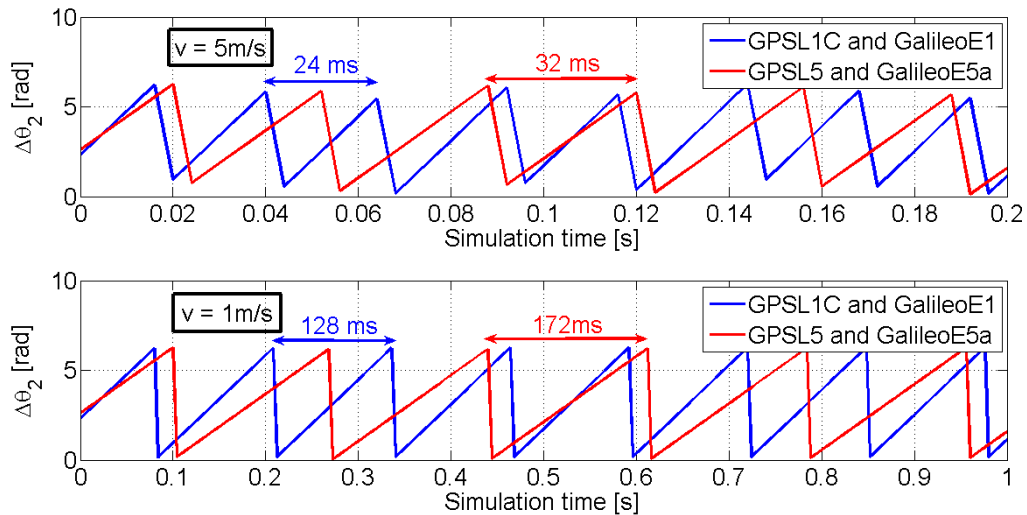 10
5
0
Δθ2 [rad]
v = 5m/s
24 ms
32 ms
GPSL1C and GalileoE1
GPSL5 and GalileoE5a
0 0.02 0.04 0.06 0.08 0.1 0.12 0.14 0.16 0.18 0.2
Simulation time [s]
10
5
0
Δθ2 [rad]
v = 1m/s
128 ms
172ms
GPSL1C and GalileoE1
GPSL5 and GalileoE5a
0 0.1 0.2 0.3 0.4 0.5 0.6 0.7 0.8 0.9 1
Simulation time [s]